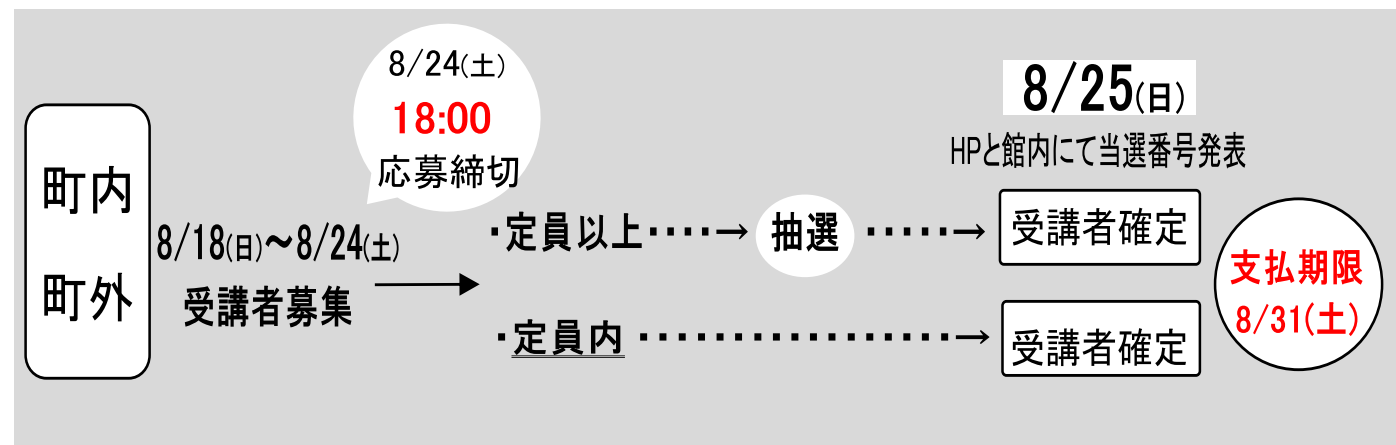 町内
町外
8/18(日)～8/24(土)
受講者募集
8/24(土)
18:00
応募締切
・定員以上・・・・→
抽選
・・・・・→
8/25(日)
HPと館内にて当選番号発表
受講者確定
・定員内・・・・・・・・・・・・・・・・→
受講者確定
支払期限
8/31(土)